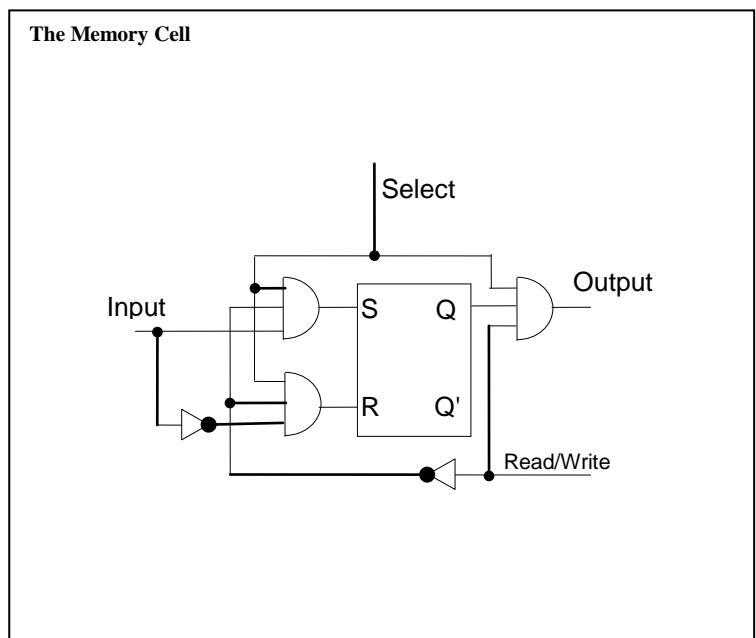 The Memory Cell
Select
Input
Output
S
Q
R
Q'
Read/Write